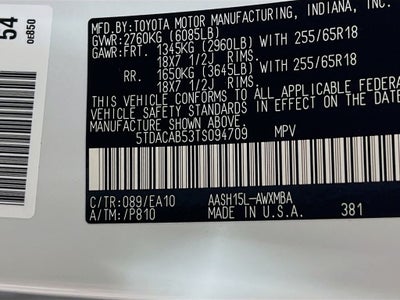 54
0E850
MFD.BY:TOYOTA MOTOR MANUFACTURING, INDIANA, INC.
GVWR:2760KG (6085LB)
GAWR:FRT. 1345KG (2960LB) WITH 255/65R18
18X7 1/2J RIMS.
RR. 1650KG (3645LB) WITH 255/65R18
18X7 1/2J RIMS.
THIS VEHICLE CONFORMS TO ALL APPLICABLE FEDERA
VEHICLE SAFETY STANDARDS IN EFFECT ON THE DATE
MANUFACTURE SHOWN ABOVE.
5TDACAB53TS094709 MPV
C/TR:089/EA10 AASH15L-AWXMBA
A/TM:/P810 MADE IN U.S.A. 381